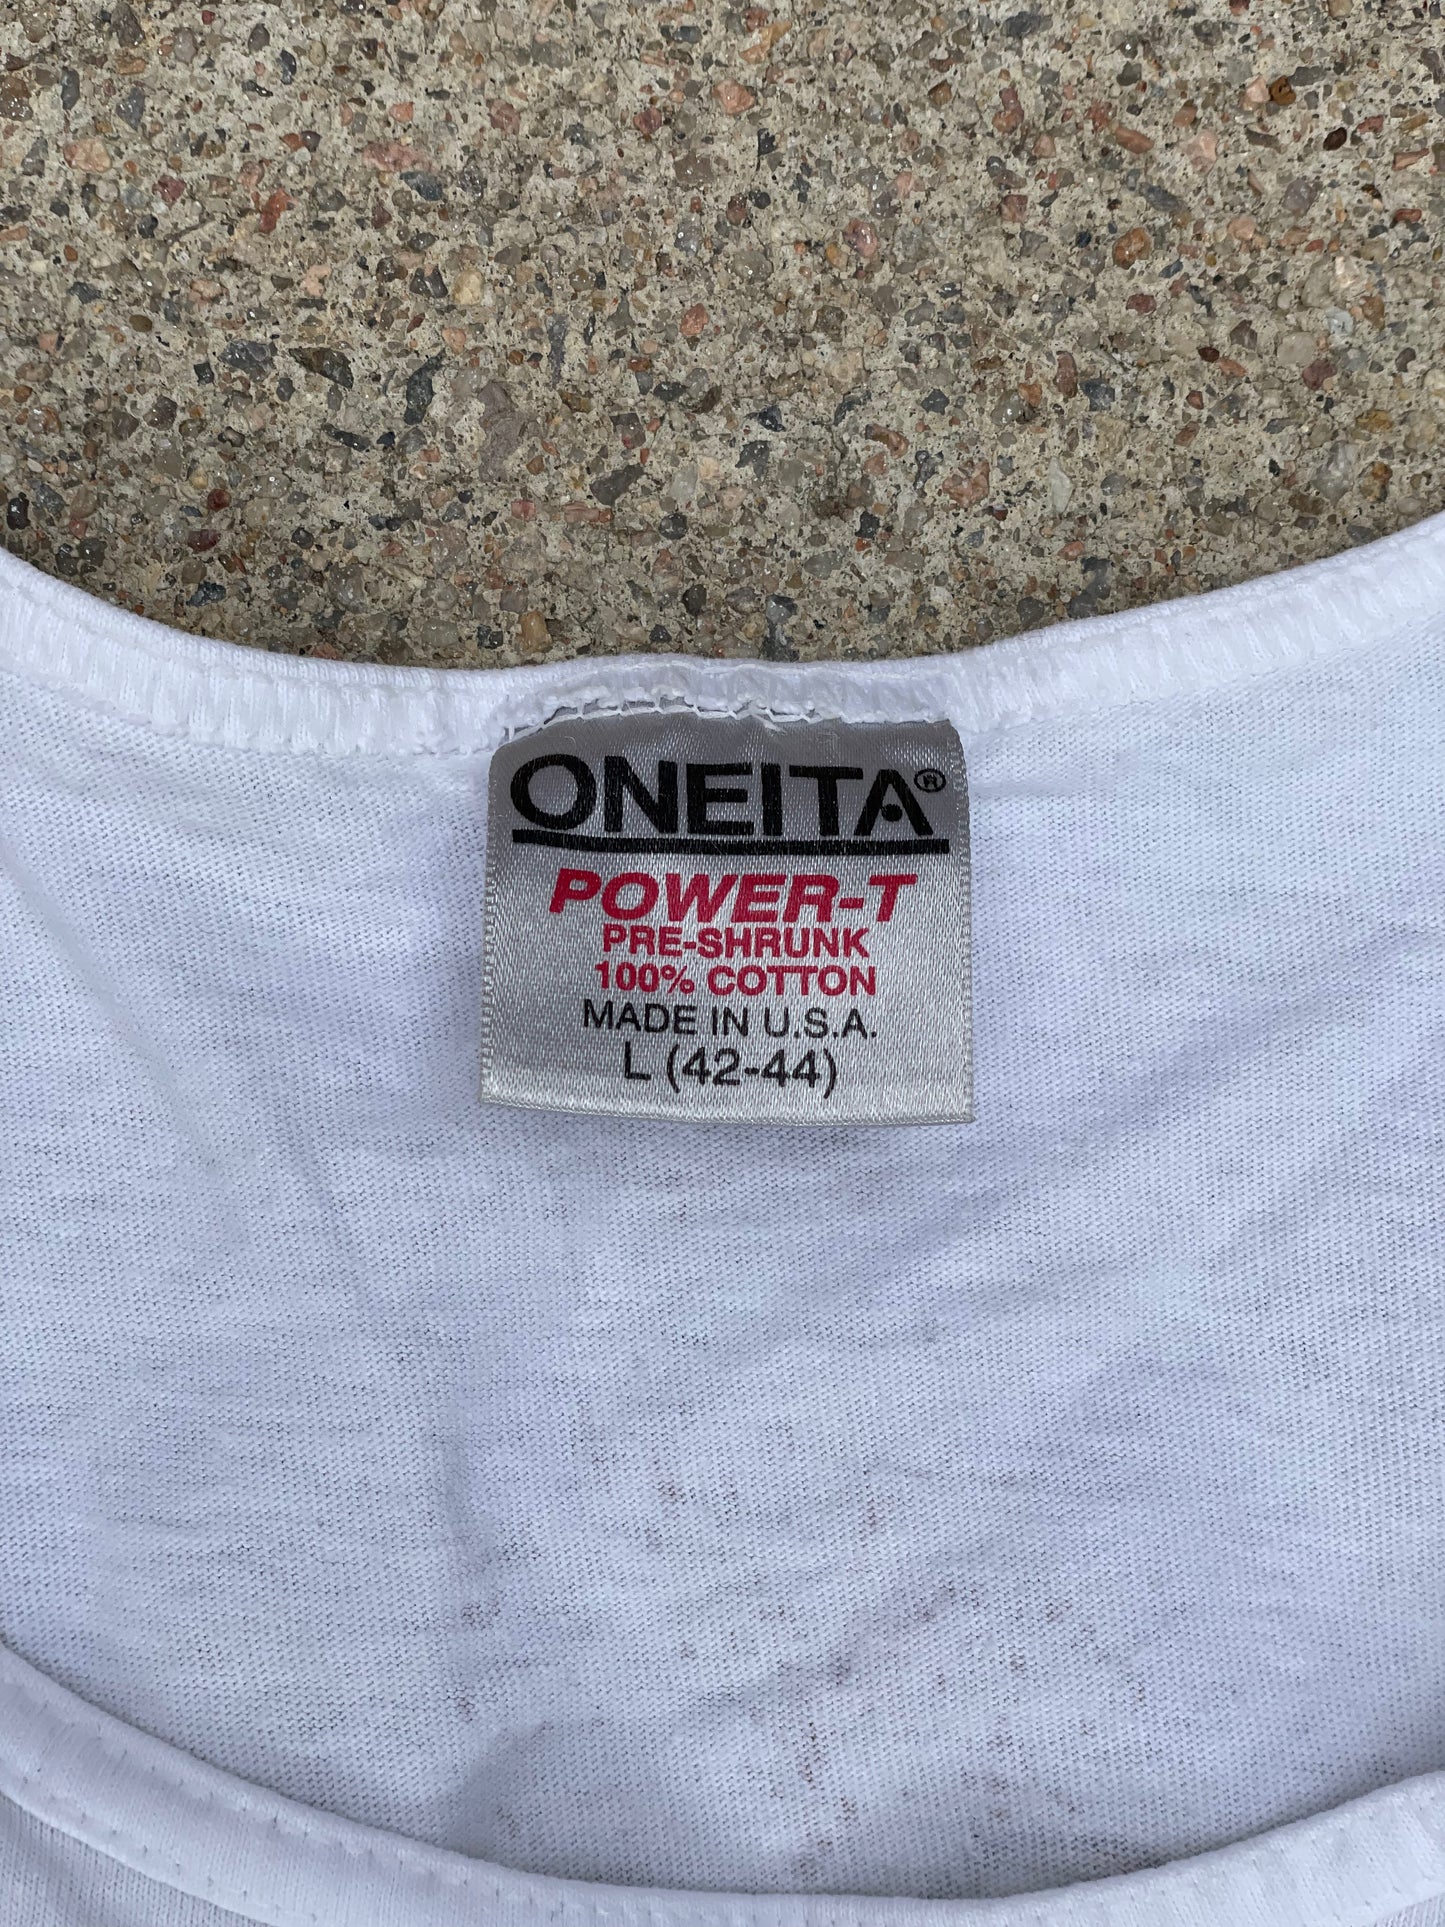 ONEITA®
POWER-T
PRE-SHRUNK
100% COTTON
MADE IN U.S.A.
L (42-44)